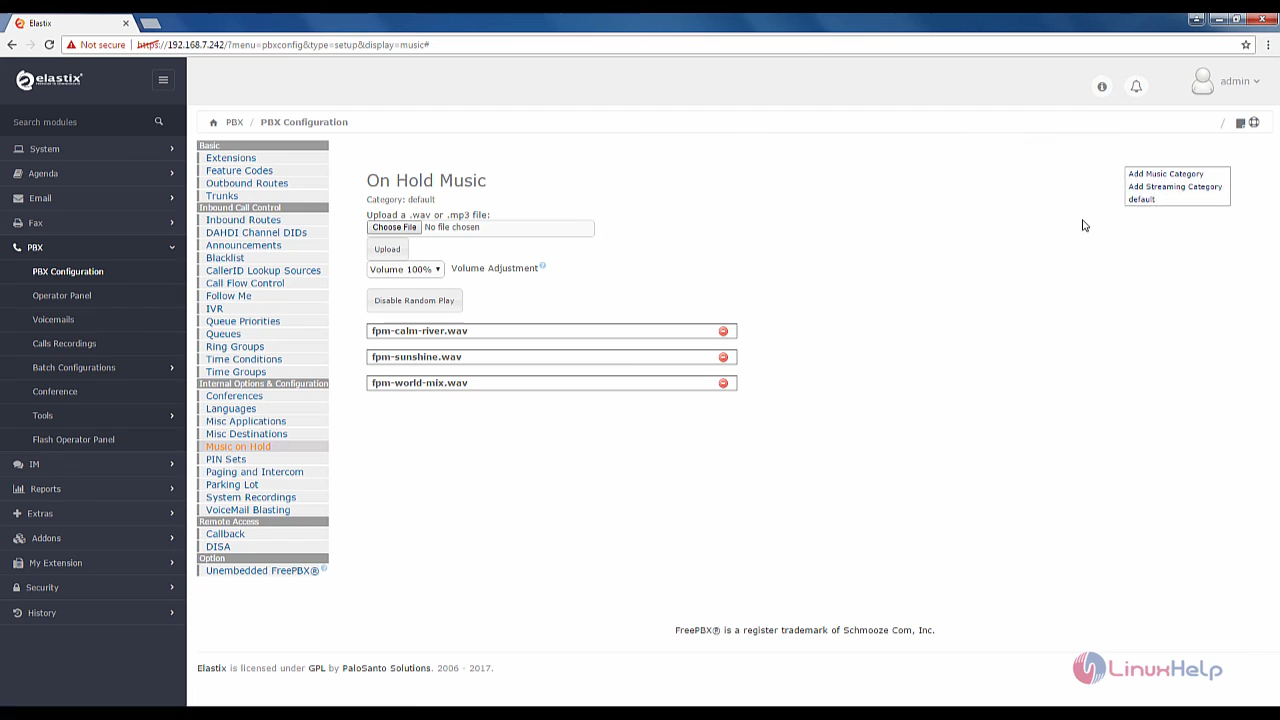 Elastix
Not secure
https://192.168.7.242/?menu=pbxconfig&type=setup&display=music#
elastix
admin
Search modules
System
Agenda
Email
Fax
PBX
PBX Configuration
Operator Panel
Voicemails
Calls Recordings
Batch Configurations
Conference
Tools
Flash Operator Panel
IM
Reports
Extras
Addons
My Extension
Security
History
PBX / PBX Configuration
/
Basic
Extensions
Feature Codes
Outbound Routes
Trunks
Inbound Call Control
Inbound Routes
DAHDI Channel DIDs
Announcements
Blacklist
CallerID Lookup Sources
Call Flow Control
Follow Me
IVR
Queue Priorities
Queues
Ring Groups
Time Conditions
Time Groups
Internal Options & Configuration
Conferences
Languages
Misc Applications
Misc Destinations
Music on Hold
PIN Sets
Paging and Intercom
Parking Lot
System Recordings
VoiceMail Blasting
Remote Access
Callback
DISA
Option
Unembedded FreePBX®
On Hold Music
Category: default
Upload a .wav or .mp3 file:
Choose File No file chosen
Upload
Volume 100% Volume Adjustment
Disable Random Play
fpm-calm-river.wav
fpm-sunshine.wav
fpm-world-mix.wav
Add Music Category
Add Streaming Category
default
FreePBX® is a register trademark of Schmooze Com, Inc.
Elastix is licensed under GPL by PaloSanto Solutions. 2006 - 2017.
LinuxHelp